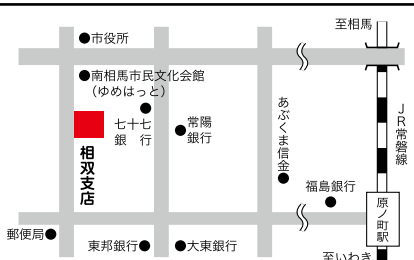 至相馬
市役所
南相馬市民文化会館
（ゆめはっと）
七十七
銀 行
常陽
銀行
あぶくま信金
JR常磐線
相双支店
福島銀行
原ノ町駅
郵便局
東邦銀行
大東銀行
至いわき